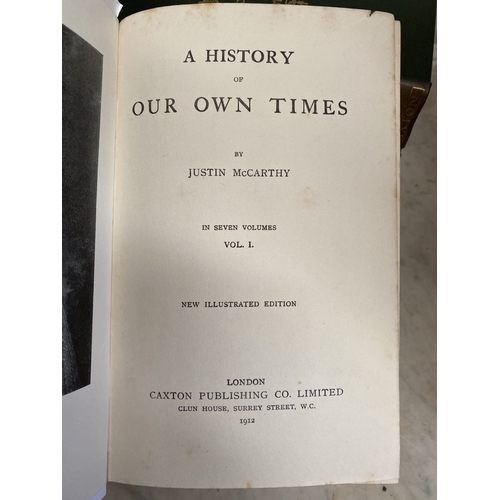 A HISTORY
OF
OUR OWN TIMES
BY
JUSTIN McCARTHY
IN SEVEN VOLUMES
VOL. I.
NEW ILLUSTRATED EDITION
LONDON
CAXTON PUBLISHING CO. LIMITED
CLUN HOUSE, SURREY STREET, W.C.
1912